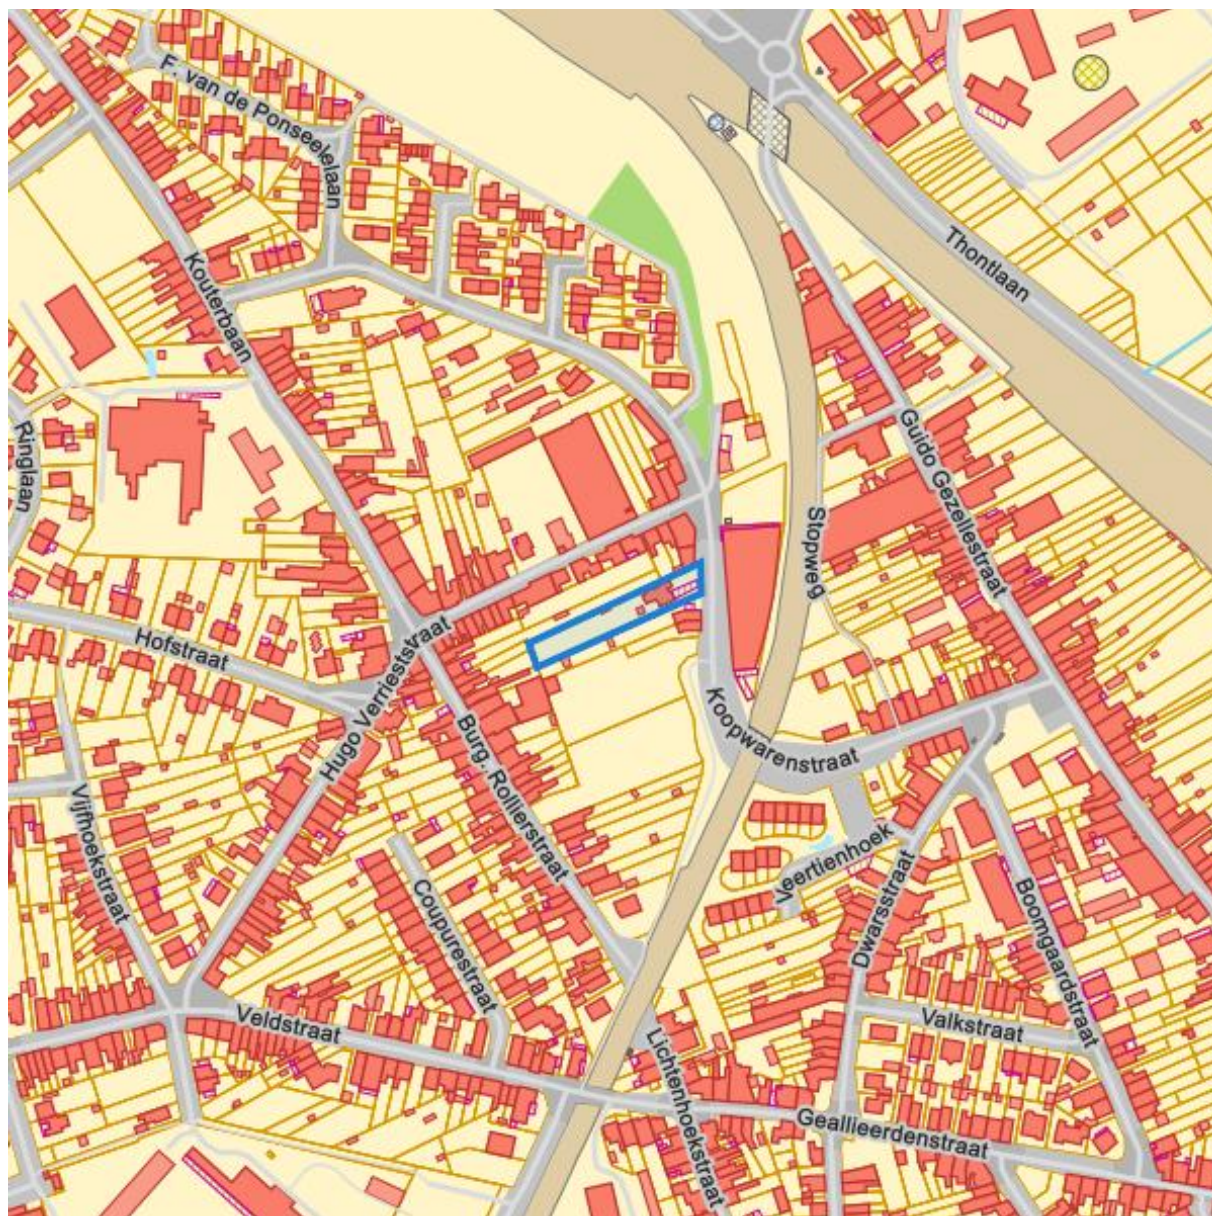 F. van de Ponseelelaan
Kouterbaan
Thontlaan
Ringlaan
Guido Gezellestraat
Stopweg
Hofstraat
Hugo Verrieststraat
Koopwarenstraat
Burg. Rollierstraat
Vijfhoekstraat
Veertienhoek
Coupurestraat
Dwarsstraat
Boomgaardstraat
Veldstraat
Valkstraat
Lichtenhoekstraat
Geallieerdenstraat